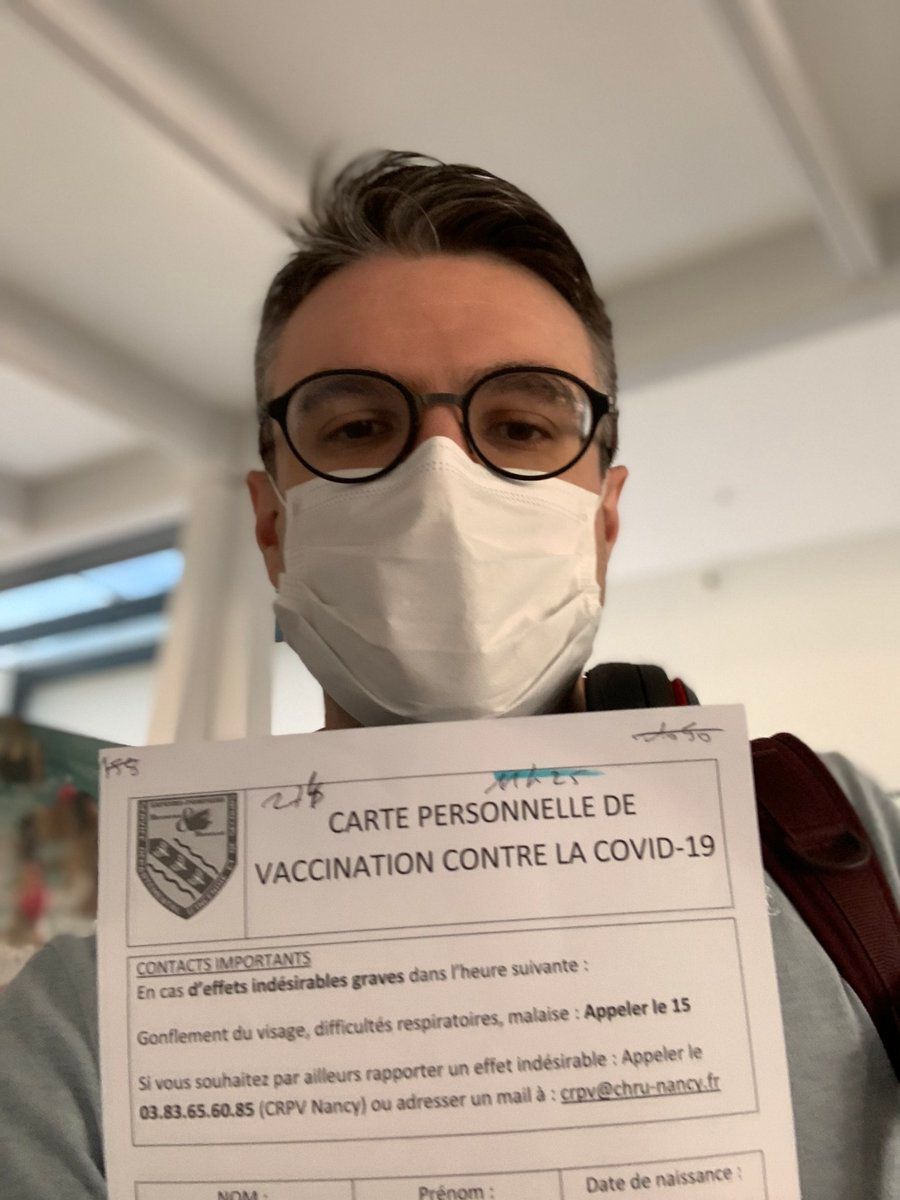 11h25
CARTE PERSONNELLE DE
VACCINATION CONTRE LA COVID-19
CONTACTS IMPORTANTS
En cas d'effets indésirables graves dans l'heure suivante :
Gonflement du visage, difficultés respiratoires, malaise : Appeler le 15
Si vous souhaitez par ailleurs rapporter un effet indésirable : Appeler le
03.83.65.60.85 (CRPV Nancy) ou adresser un mail à : crpv@chru-nancy.fr
NOM : Prénom : Date de naissance :